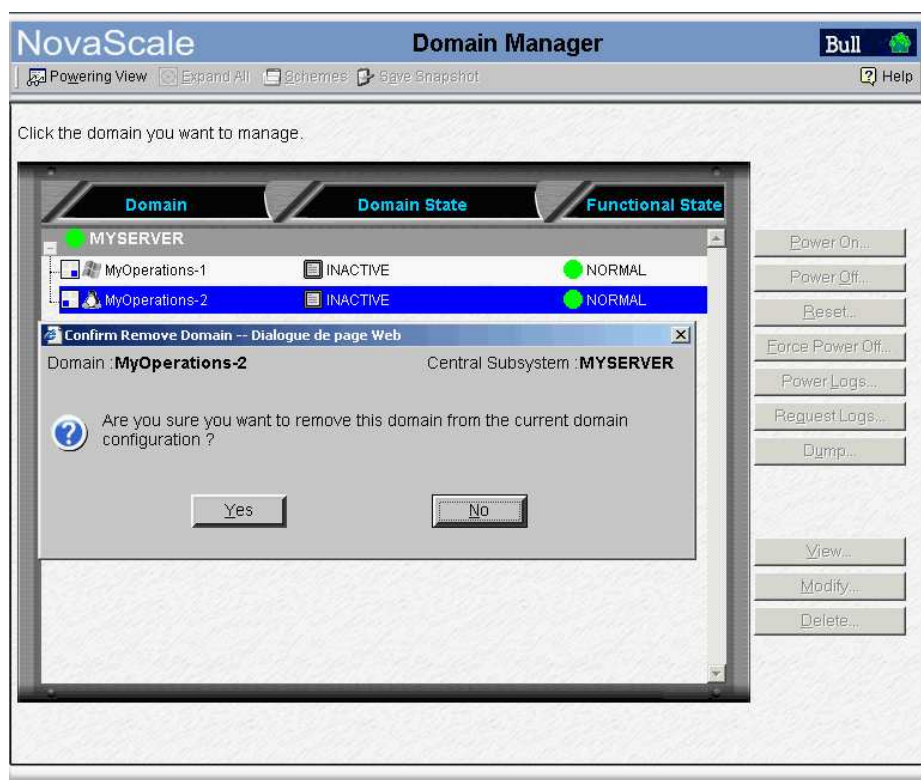 NovaScale Domain Manager Bull
Powering View Expand All Schemes Save Snapshot Help
Click the domain you want to manage.
Domain Domain State Functional State
MYSERVER
MyOperations-1 INACTIVE NORMAL
MyOperations-2 INACTIVE NORMAL
Confirm Remove Domain -- Dialogue de page Web
Domain :MyOperations-2 Central Subsystem :MYSERVER
Are you sure you want to remove this domain from the current domain
configuration ?
Yes No
Power On...
Power Off...
Reset...
Force Power Off...
Power Logs...
Request Logs...
Dump...
View...
Modify...
Delete...